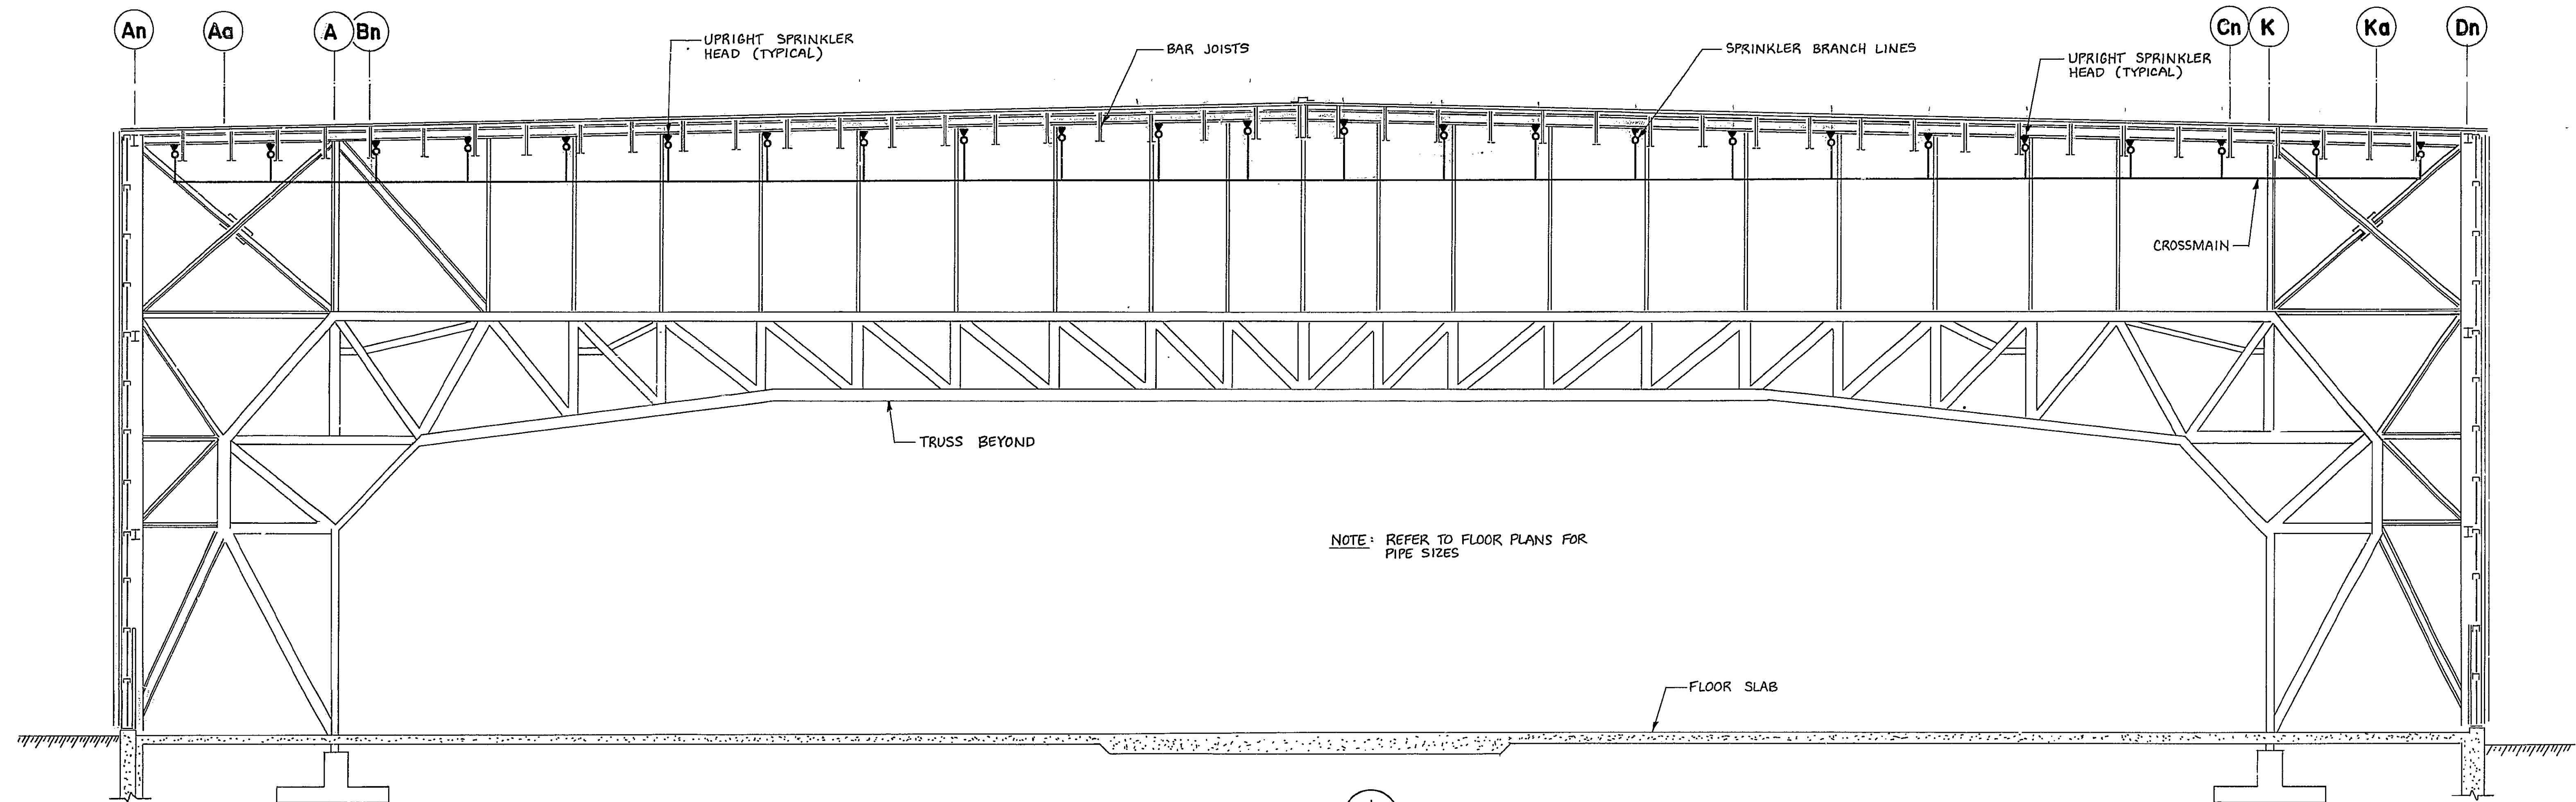 An Aa A Bn Cn K Ka Dn
UPRIGHT SPRINKLER
HEAD (TYPICAL)
BAR JOISTS
SPRINKLER BRANCH LINES
UPRIGHT SPRINKLER
HEAD (TYPICAL)
CROSSMAIN
TRUSS BEYOND
NOTE: REFER TO FLOOR PLANS FOR
PIPE SIZES
FLOOR SLAB